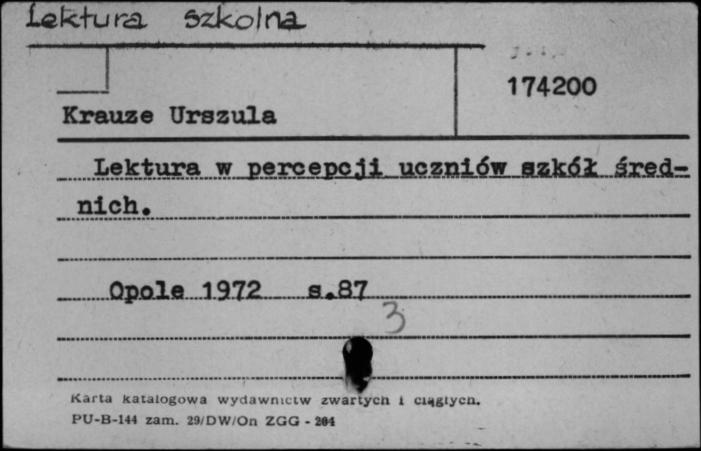 Lektura szkolna
174200
Krauze Urszula
Lektura w percepcji uczniów szkół śred-
nich.
Opole 1972 s.87
3
Karta katalogowa wydawnictw zwartych i ciągłych.
PU-B-144 zam. 29/DW/On ZGG - 204